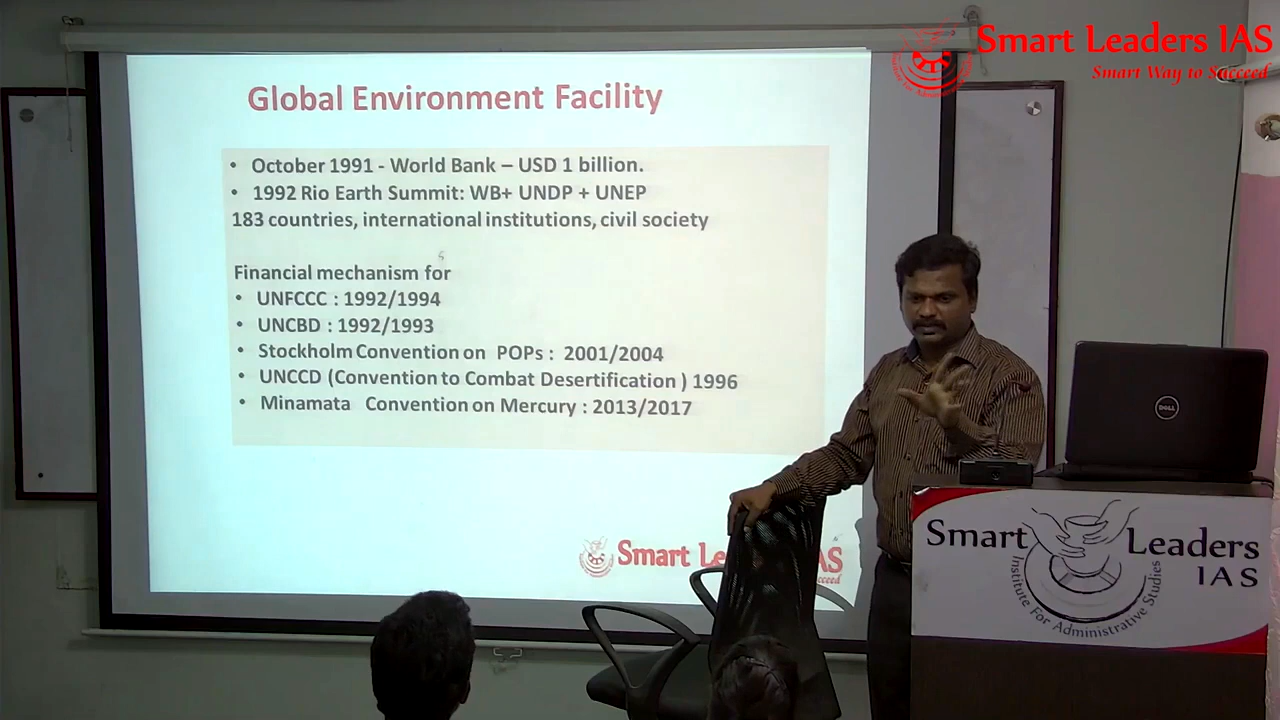 Smart Leaders IAS
Smart Way to Succeed
Global Environment Facility
• October 1991 - World Bank – USD 1 billion.
• 1992 Rio Earth Summit: WB+ UNDP + UNEP
183 countries, international institutions, civil society
Financial mechanism for
• UNFCCC : 1992/1994
• UNCBD : 1992/1993
• Stockholm Convention on POPs : 2001/2004
• UNCCD (Convention to Combat Desertification ) 1996
• Minamata Convention on Mercury : 2013/2017
Smart Le AS
ceed
DELL
Smart Leaders
IAS
Institute For Administrative Studies